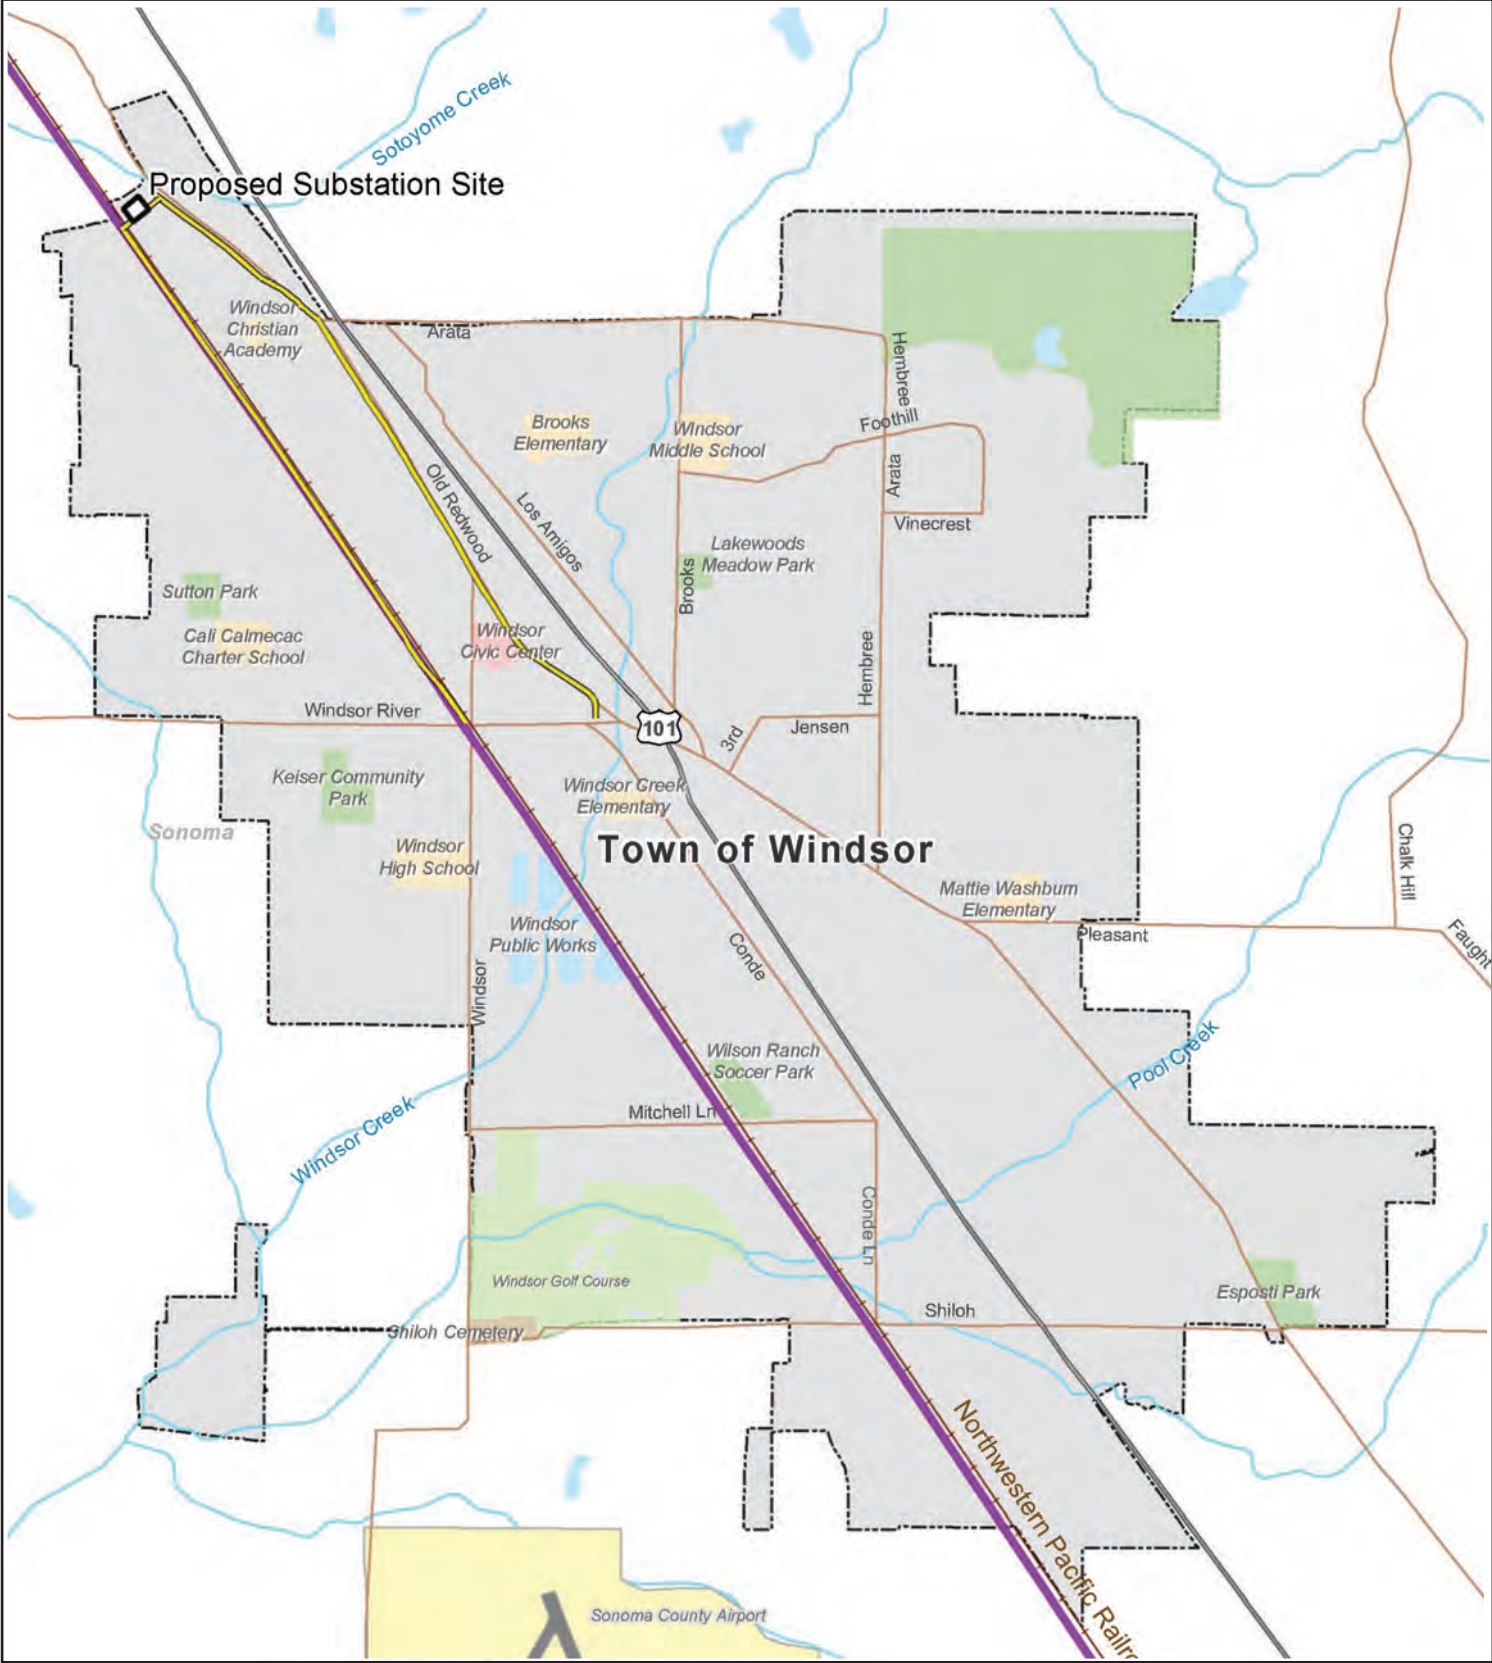 Sotoyome Creek
Proposed Substation Site
Windsor
Christian
Academy
Arata
Hembree
Brooks
Elementary
Windsor
Middle School
Foothill
Old Redwood
Los Amigos
Arata
Vinecrest
Lakewoods
Meadow Park
Brooks
Sutton Park
Cali Calmecac
Charter School
Windsor
Civic Center
Hembree
Windsor River
101
3rd
Jensen
Keiser Community
Park
Windsor Creek
Elementary
Sonoma
Town of Windsor
Windsor
High School
Chalk Hill
Mattie Washburn
Elementary
Windsor
Public Works
Conde
Pleasant
Faught
Windsor
Wilson Ranch
Soccer Park
Pool Creek
Mitchell Ln
Windsor Creek
Conde Ln
Windsor Golf Course
Esposti Park
Shiloh
Shiloh Cemetery
Northwestern Pacific Railr
Sonoma County Airport